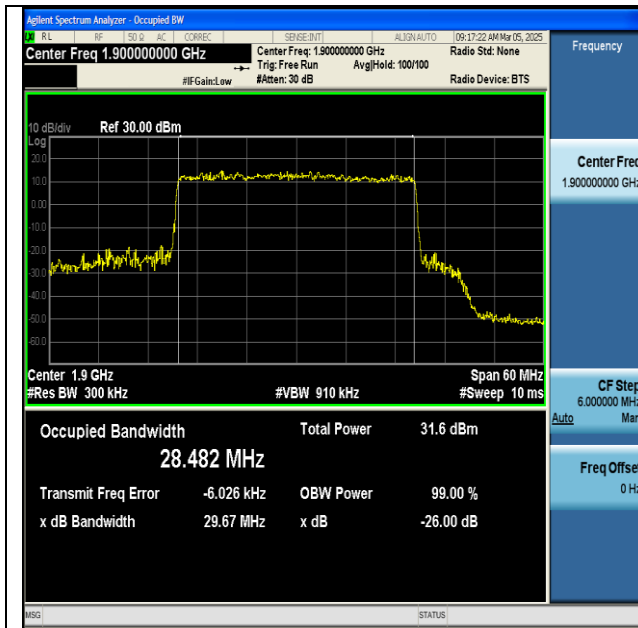 Agilent Spectrum Analyzer - Occupied BW
RL RF 50 Ω AC CORREC SENSE:INT ALIGN AUTO 09:17:22 AM Mar 05, 2025
Center Freq 1.900000000 GHz
Center Freq: 1.900000000 GHz
Radio Std: None
Trig: Free Run Avg|Hold: 100/100
#IFGain:Low
#Atten: 30 dB
Radio Device: BTS
Frequency
10 dB/div Ref 30.00 dBm
Log
20.0
10.0
0.00
-10.0
-20.0
-30.0
-40.0
-50.0
-60.0
Center Freq
1.900000000 GHz
Center 1.9 GHz
Span 60 MHz
#Res BW 300 kHz
#VBW 910 kHz
#Sweep 10 ms
CF Step
6.000000 MHz
Auto Man
Occupied Bandwidth
28.482 MHz
Total Power 31.6 dBm
Transmit Freq Error -6.026 kHz
OBW Power 99.00 %
x dB Bandwidth 29.67 MHz
x dB -26.00 dB
Freq Offset
0 Hz
MSG
STATUS